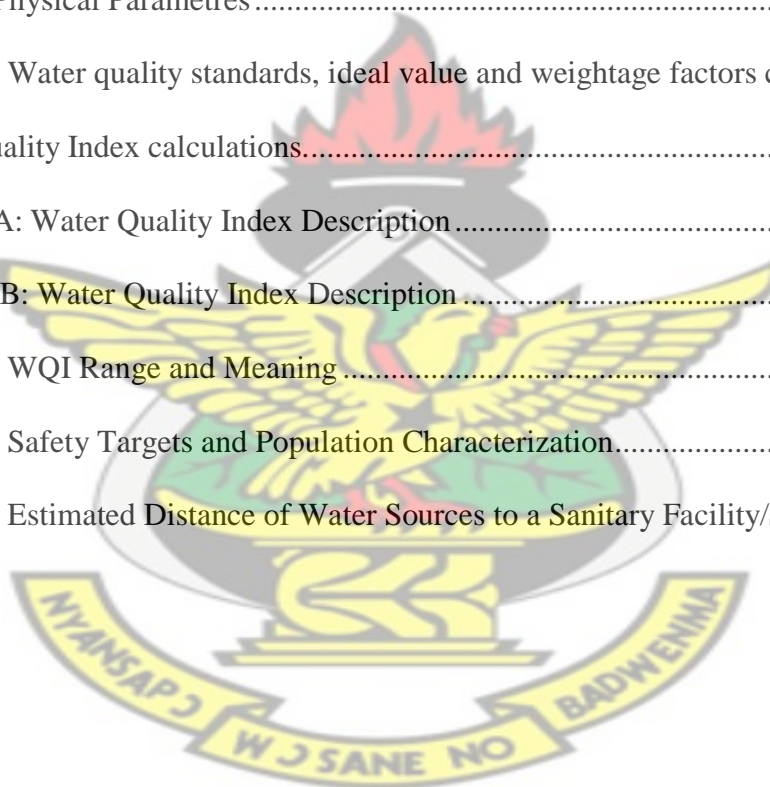 Physical Parametres....................................................................
Water quality standards, ideal value and weightage factors
uality Index calculations...............................................................
A: Water Quality Index Description.............................................
B: Water Quality Index Description............................................
WQI Range and Meaning............................................................
Safety Targets and Population Characterization.......................
Estimated Distance of Water Sources to a Sanitary Facility/
NYANSAPƆ WƆSANE NO BADWENMA